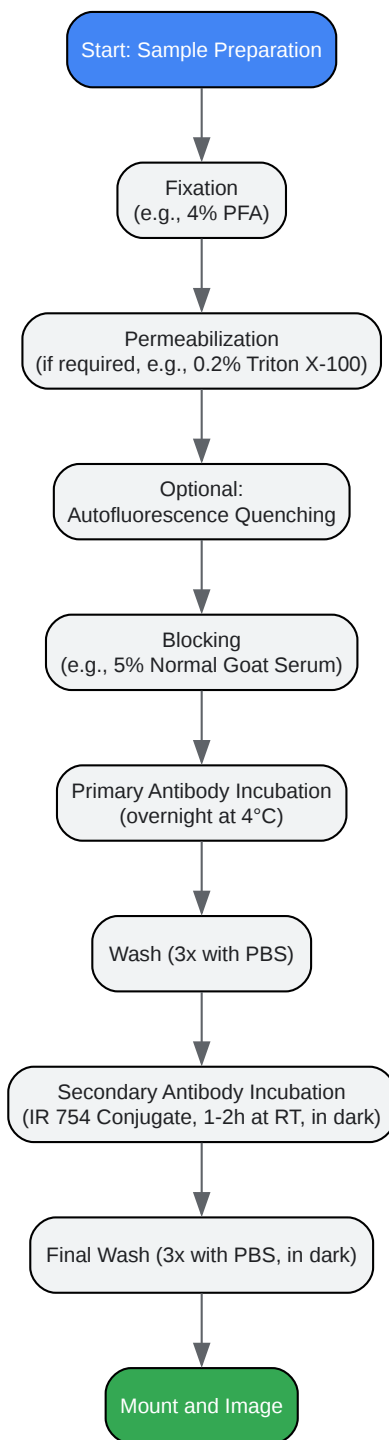 Start: Sample Preparation
Fixation
(e.g., 4% PFA)
Permeabilization
(if required, e.g., 0.2% Triton X-100)
Optional:
Autofluorescence Quenching
Blocking
(e.g., 5% Normal Goat Serum)
Primary Antibody Incubation
(overnight at 4°C)
Wash (3x with PBS)
Secondary Antibody Incubation
(IR 754 Conjugate, 1-2h at RT, in dark)
Final Wash (3x with PBS, in dark)
Mount and Image